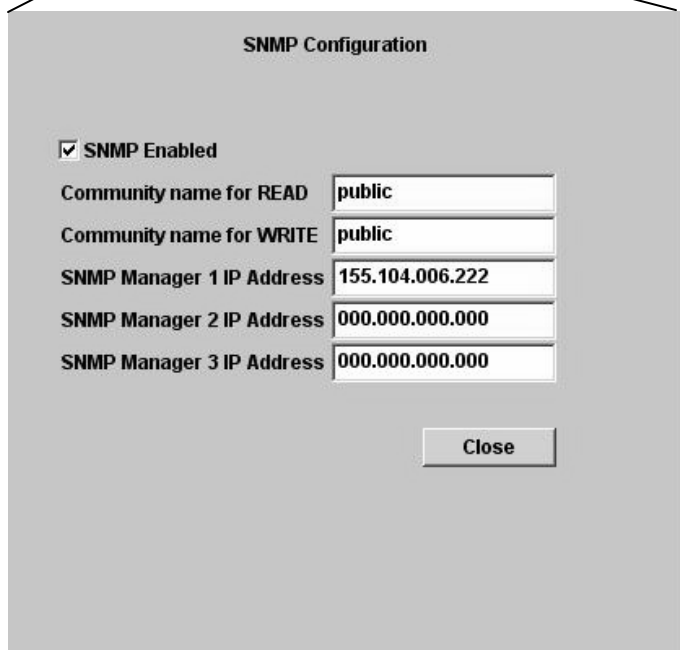 SNMP Configuration
SNMP Enabled
Community name for READ public
Community name for WRITE public
SNMP Manager 1 IP Address 155.104.006.222
SNMP Manager 2 IP Address 000.000.000.000
SNMP Manager 3 IP Address 000.000.000.000
Close